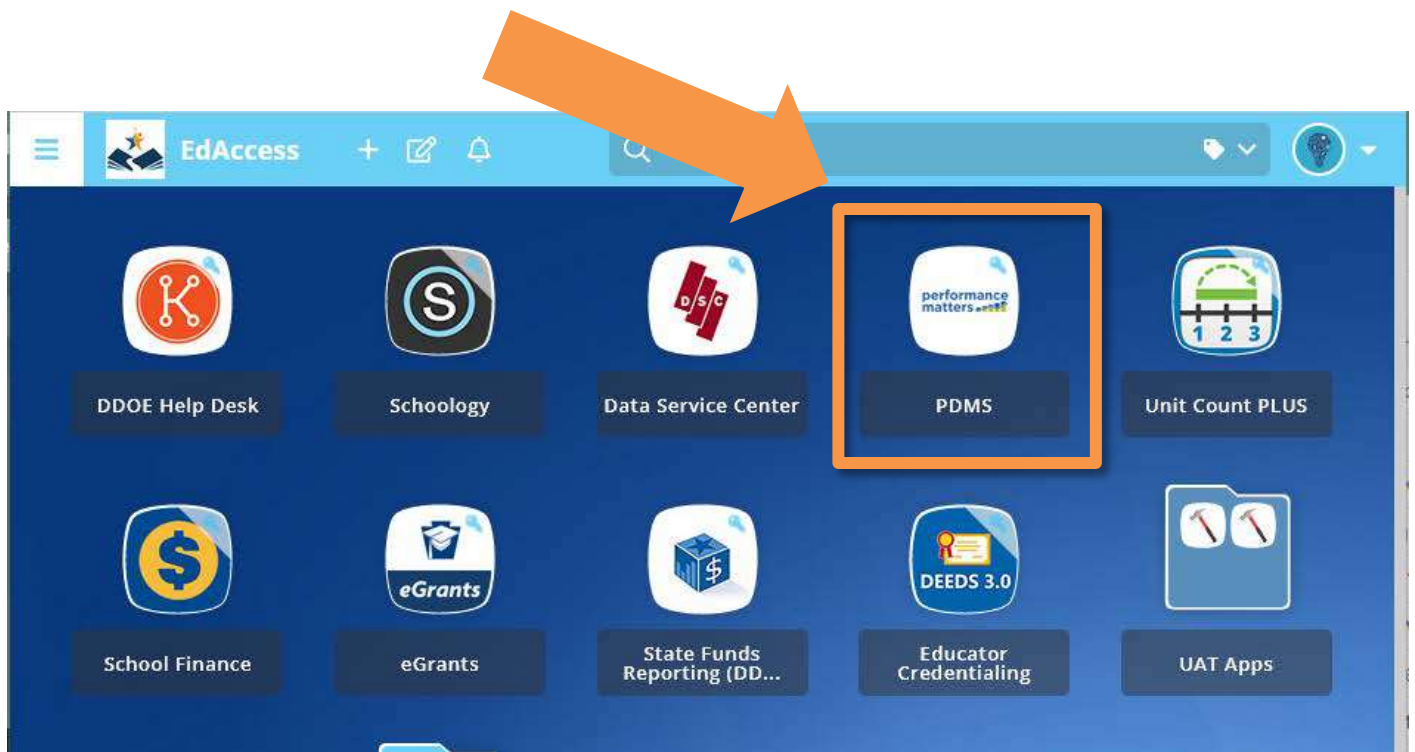 EdAccess
K
S
D/S/C
performance
matters
1 2 3
DDOE Help Desk
Schoology
Data Service Center
PDMS
Unit Count PLUS
$
eGrants
$
DEEDS 3.0
School Finance
eGrants
State Funds
Reporting (DD...
Educator
Credentialing
UAT Apps